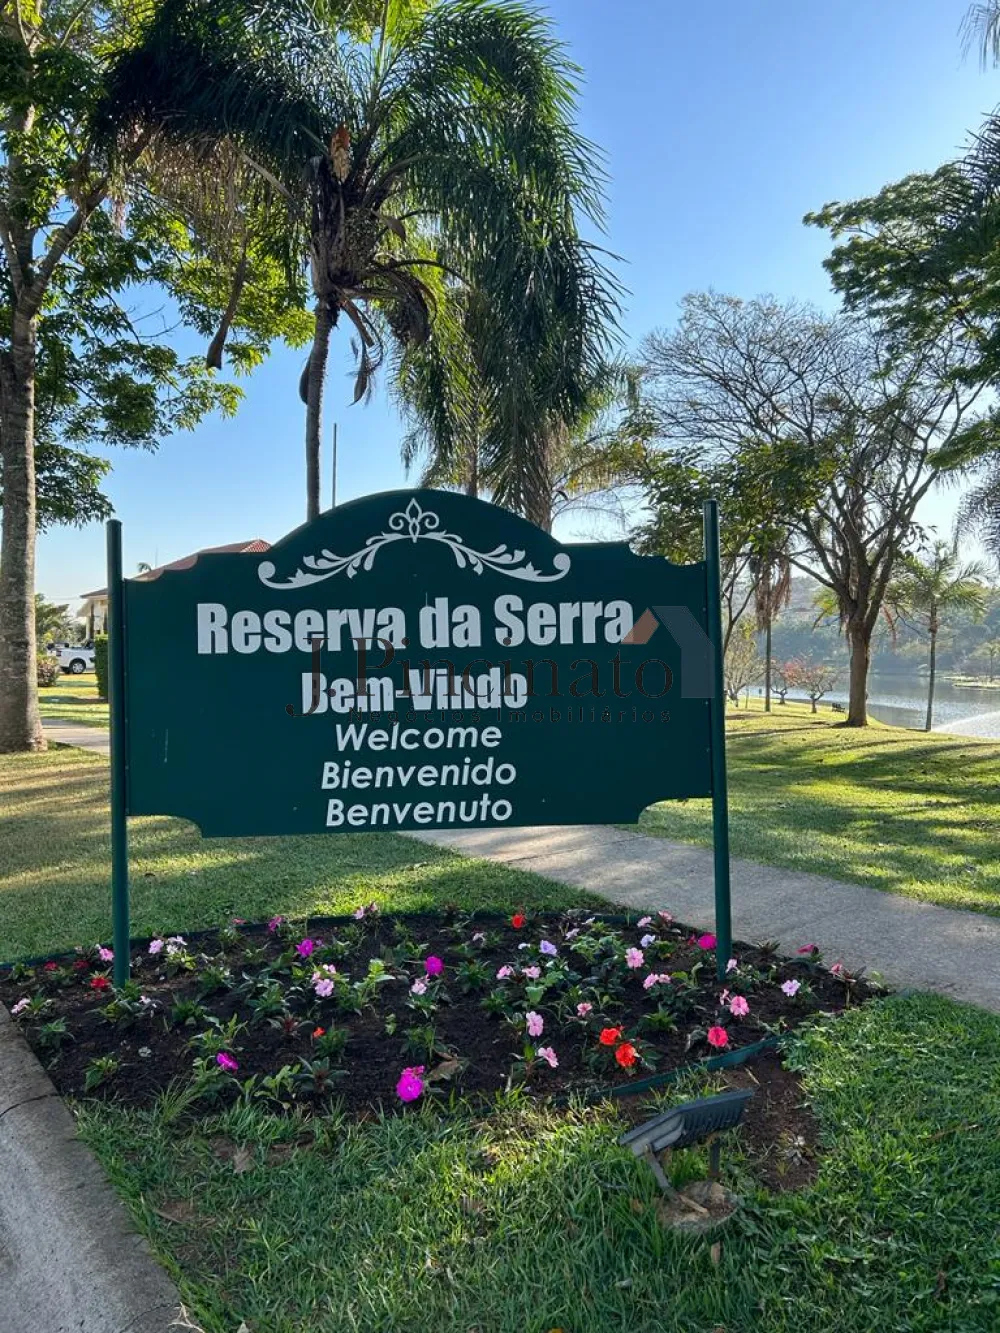 Reserva da Serra
J. Pincinato
Bem-Vindo
Negócios Imobiliários
Welcome
Bienvenido
Benvenuto